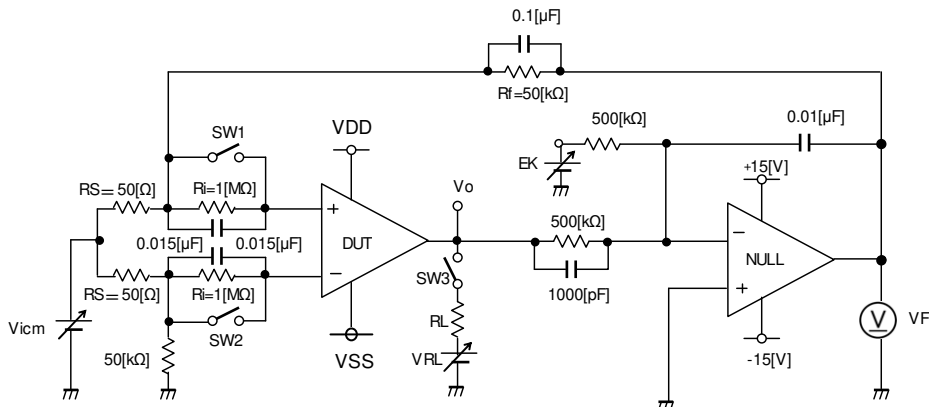 0.1[µF]
Rf=50[kΩ]
SW1
VDD
500[kΩ]
0.01[µF]
EK
+15[V]
RS=50[Ω]
Ri=1[MΩ]
Vo
0.015[µF]
0.015[µF]
+
DUT
−
500[kΩ]
−
NULL
+
RS=50[Ω]
Ri=1[MΩ]
SW3
1000[pF]
Vicm
SW2
RL
V
VF
50[kΩ]
VSS
VRL
-15[V]